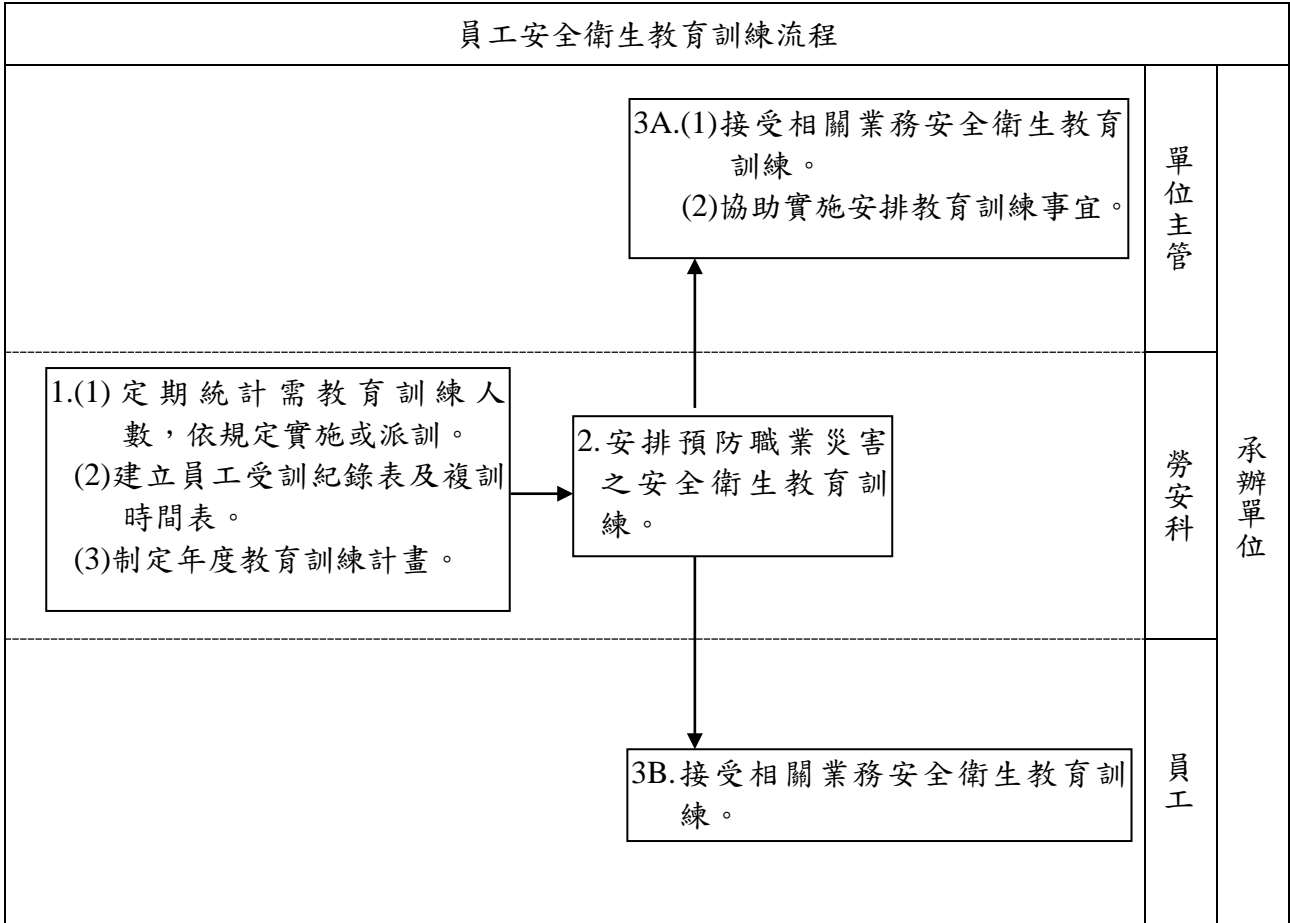 員工安全衛生教育訓練流程
3A.(1)接受相關業務安全衛生教育
訓練。
(2)協助實施安排教育訓練事宜。
單位主管
1.(1)定期統計需教育訓練人
數，依規定實施或派訓。
(2)建立員工受訓紀錄表及複訓
時間表。
(3)制定年度教育訓練計畫。
2.安排預防職業災害
之安全衛生教育訓
練。
勞安科
承辦單位
3B.接受相關業務安全衛生教育訓
練。
員工